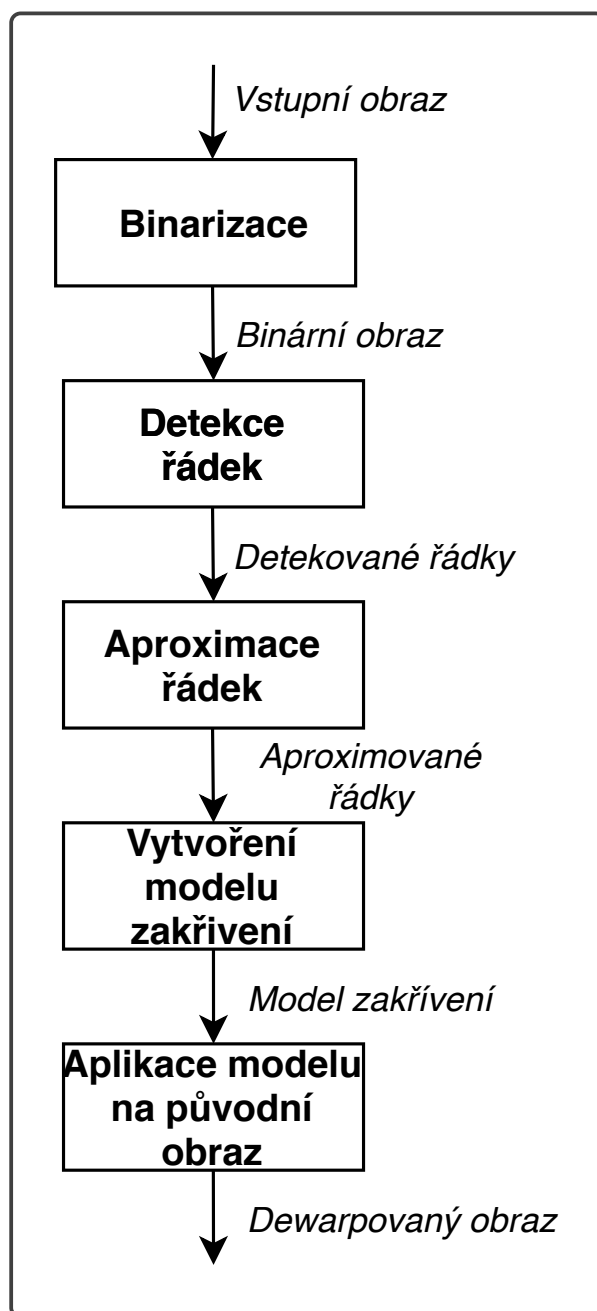 Vstupní obraz
Binarizace
Binární obraz
Detekce
řádek
Detekované řádky
Aproximace
řádek
Aproximované
řádky
Vytvoření
modelu
zakřivení
Model zakřívení
Aplikace modelu
na původní
obraz
Dewarpovaný obraz